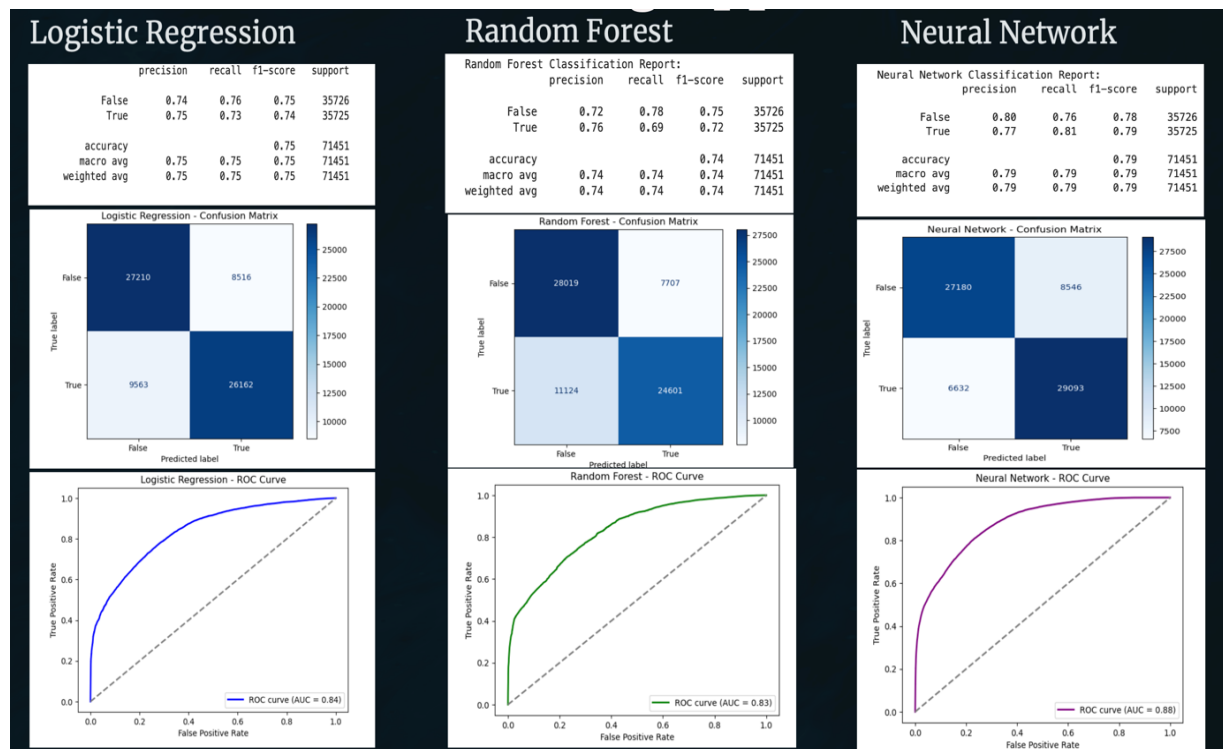 Logistic Regression
precision recall f1-score support
False 0.74 0.76 0.75 35726
True 0.75 0.73 0.74 35725
accuracy 0.75 71451
macro avg 0.75 0.75 0.75 71451
weighted avg 0.75 0.75 0.75 71451
Logistic Regression - Confusion Matrix
True label
False
True
27210 8516
9563 26162
False True
Predicted label
25000
22500
20000
17500
15000
12500
10000
Logistic Regression - ROC Curve
True Positive Rate
1.0
0.8
0.6
0.4
0.2
0.0
ROC curve (AUC = 0.84)
0.0 0.2 0.4 0.6 0.8 1.0
False Positive Rate
Random Forest
Random Forest Classification Report:
precision recall f1-score support
False 0.72 0.78 0.75 35726
True 0.76 0.69 0.72 35725
accuracy 0.74 71451
macro avg 0.74 0.74 0.74 71451
weighted avg 0.74 0.74 0.74 71451
Random Forest - Confusion Matrix
True label
False
True
28019 7707
11124 24601
False True
Predicted label
27500
25000
22500
20000
17500
15000
12500
10000
Random Forest - ROC Curve
True Positive Rate
1.0
0.8
0.6
0.4
0.2
0.0
ROC curve (AUC = 0.83)
0.0 0.2 0.4 0.6 0.8 1.0
False Positive Rate
Neural Network
Neural Network Classification Report:
precision recall f1-score support
False 0.80 0.76 0.78 35726
True 0.77 0.81 0.79 35725
accuracy 0.79 71451
macro avg 0.79 0.79 0.79 71451
weighted avg 0.79 0.79 0.79 71451
Neural Network - Confusion Matrix
True label
False
True
27180 8546
6632 29093
False True
Predicted label
27500
25000
22500
20000
17500
15000
12500
10000
7500
Neural Network - ROC Curve
True Positive Rate
1.0
0.8
0.6
0.4
0.2
0.0
ROC curve (AUC = 0.88)
0.0 0.2 0.4 0.6 0.8 1.0
False Positive Rate